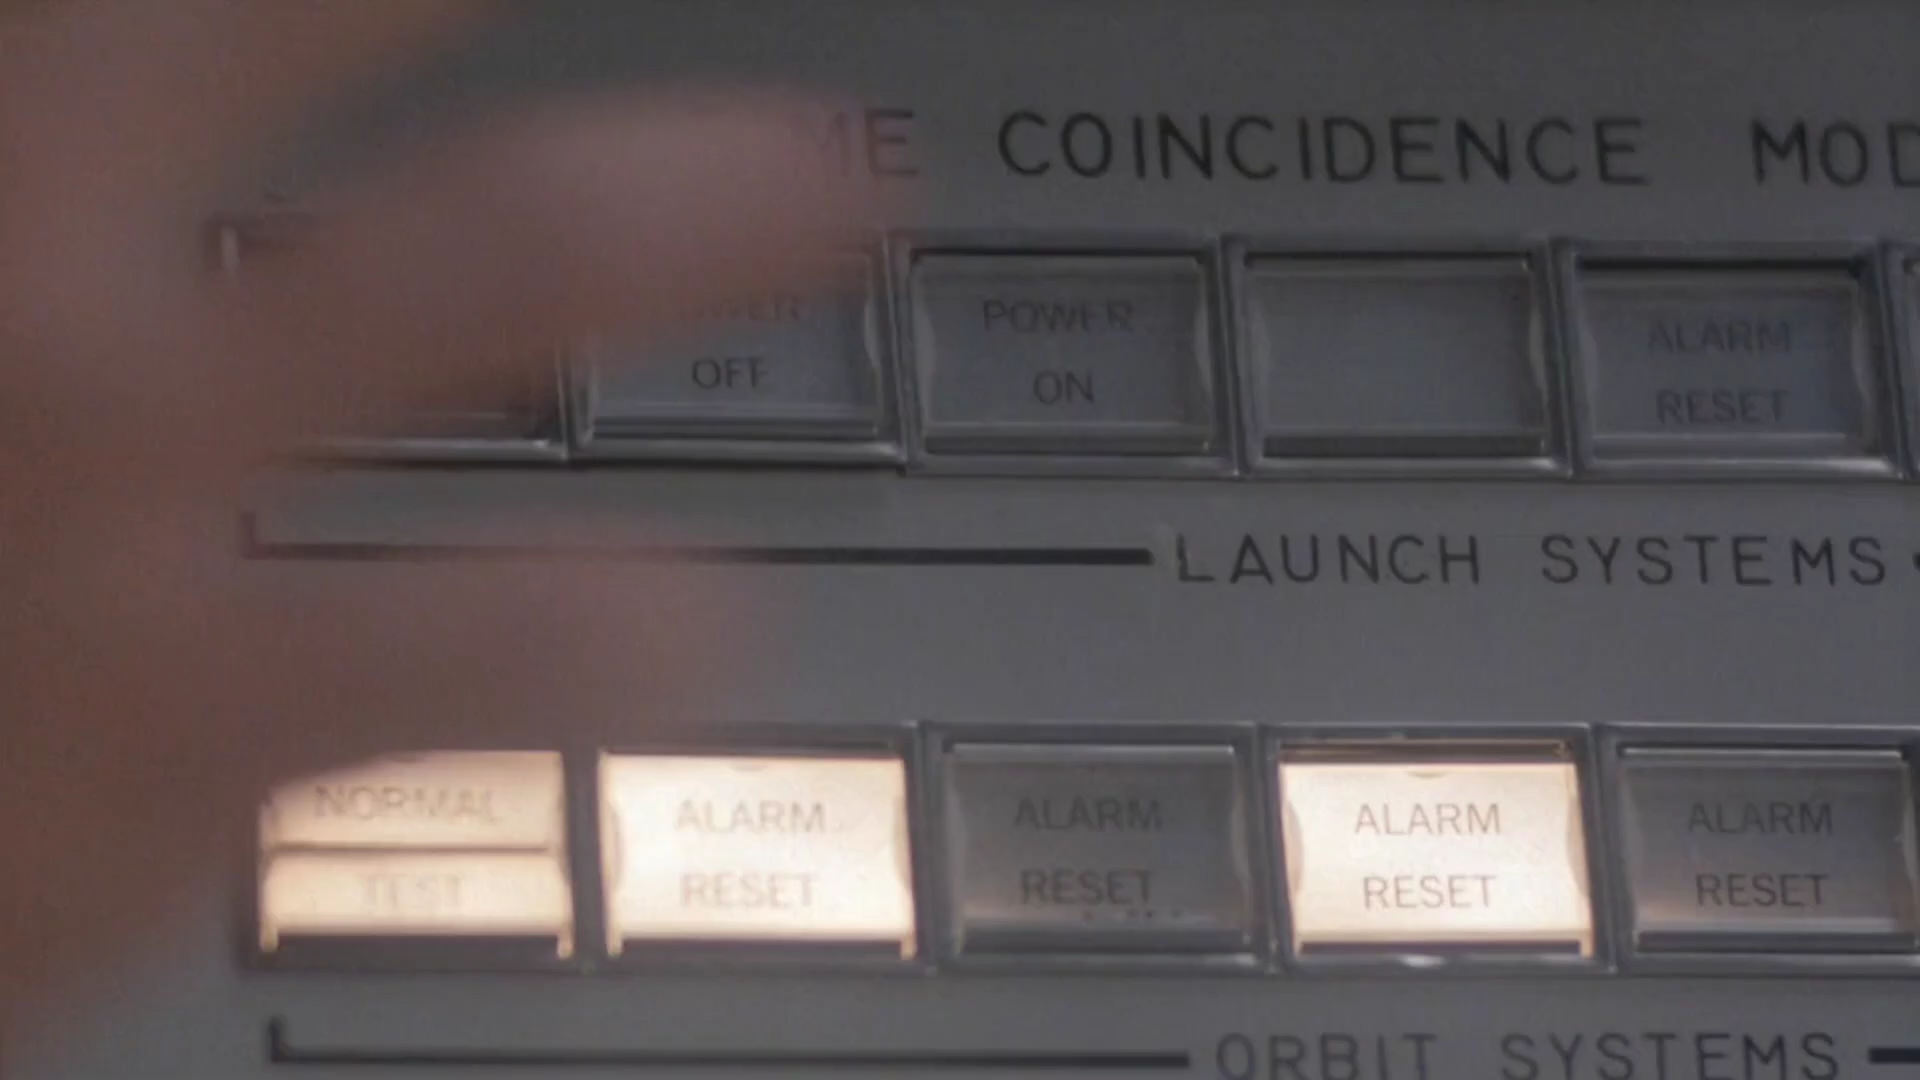 COINCIDENCE
OFF
POWER
ON
ALARM
RESET
LAUNCH SYSTEMS
NORMAL
TEST
ALARM
RESET
ALARM
RESET
ALARM
RESET
ALARM
RESET
ORBIT SYSTEMS